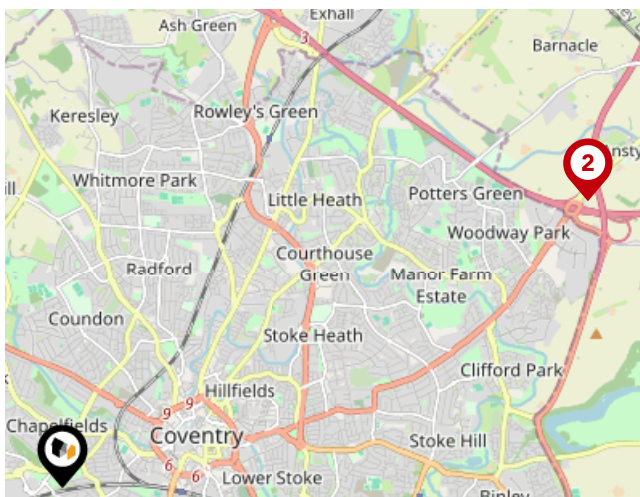 Exhall
Ash Green
3
Barnacle
Keresley
Rowley's Green
2
Ansty
Whitmore Park
Little Heath
Potters Green
Woodway Park
Courthouse
Green
Radford
Manor Farm
Estate
Coundon
Stoke Heath
Clifford Park
Hillfields
9
9
Chapelfields
Coventry
Stoke Hill
6
6
Lower Stoke
Binley